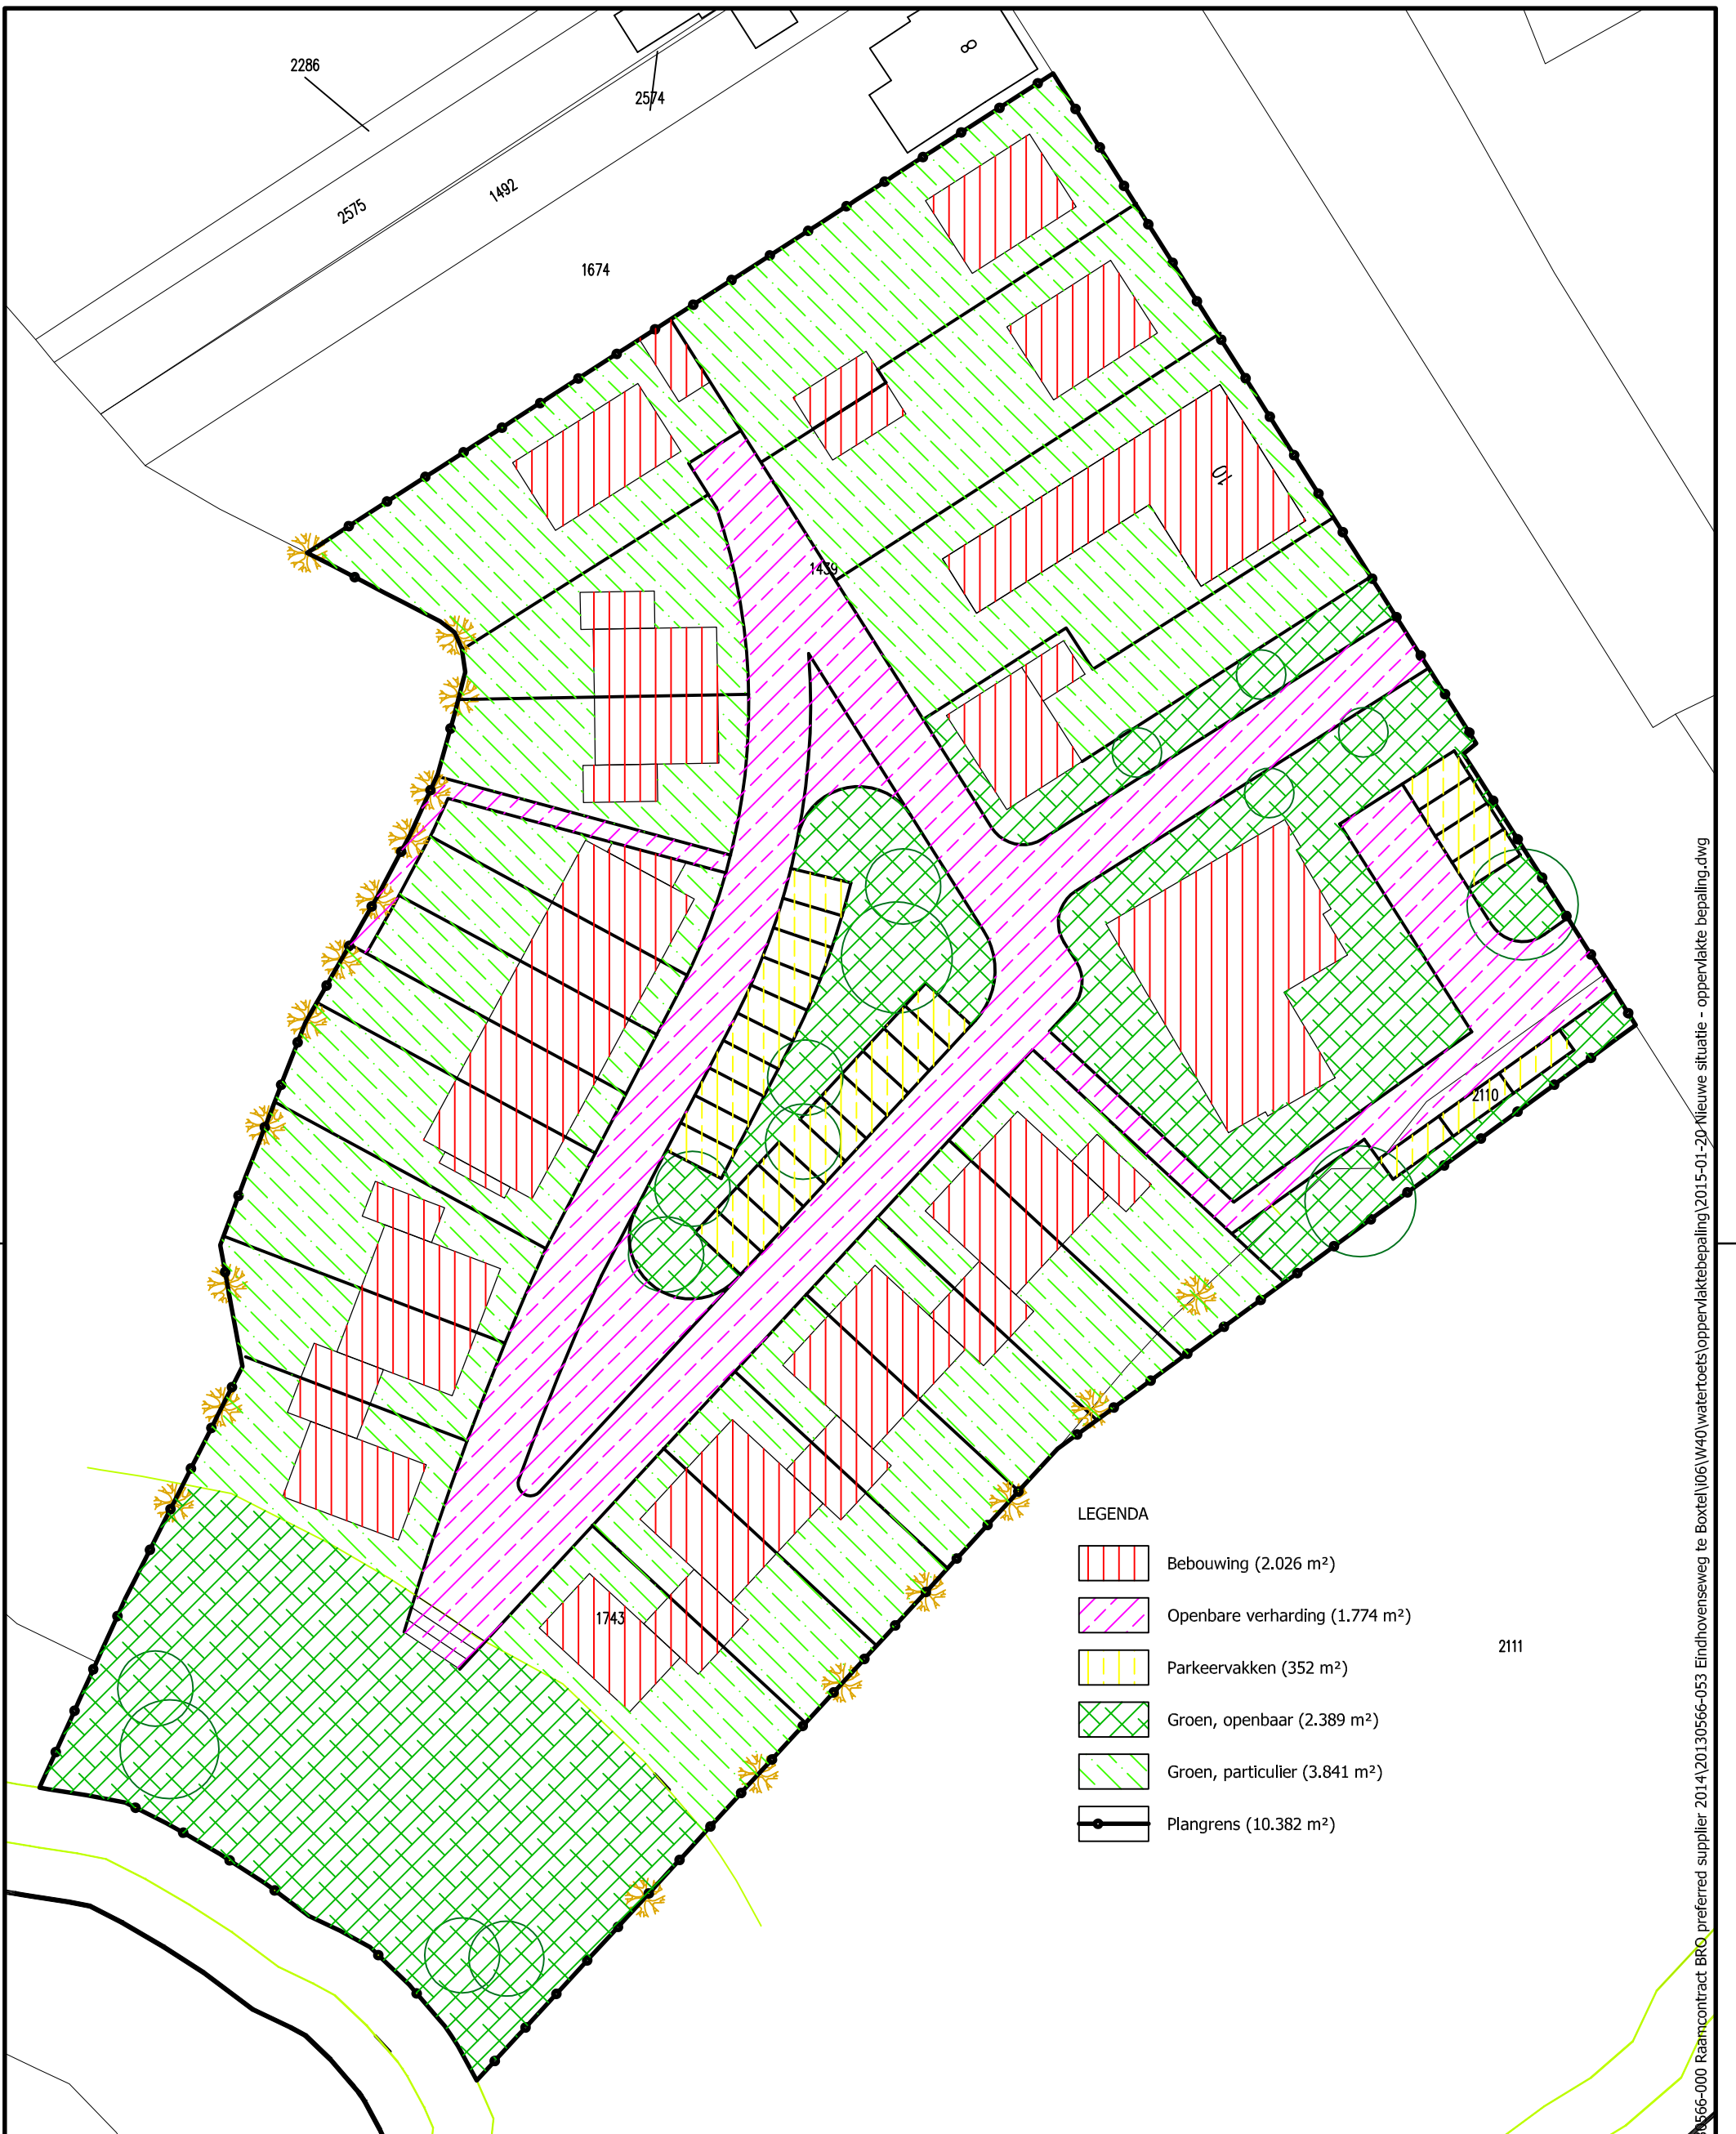 2286
2574
8
2575
1492
1674
10
1439
2110
1743
2111
LEGENDA
Bebouwing (2.026 m²)
Openbare verharding (1.774 m²)
Parkeervakken (352 m²)
Groen, openbaar (2.389 m²)
Groen, particulier (3.841 m²)
Plangrens (10.382 m²)
0566-000 Raamcontract BRO preferred supplier 2014\20130566-053 Eindhovenseweg te Boxtel\06\W40\watertoets\oppervlaktebepaling\2015-01-20 Nieuwe situatie - oppervlakte bepaling.dwg